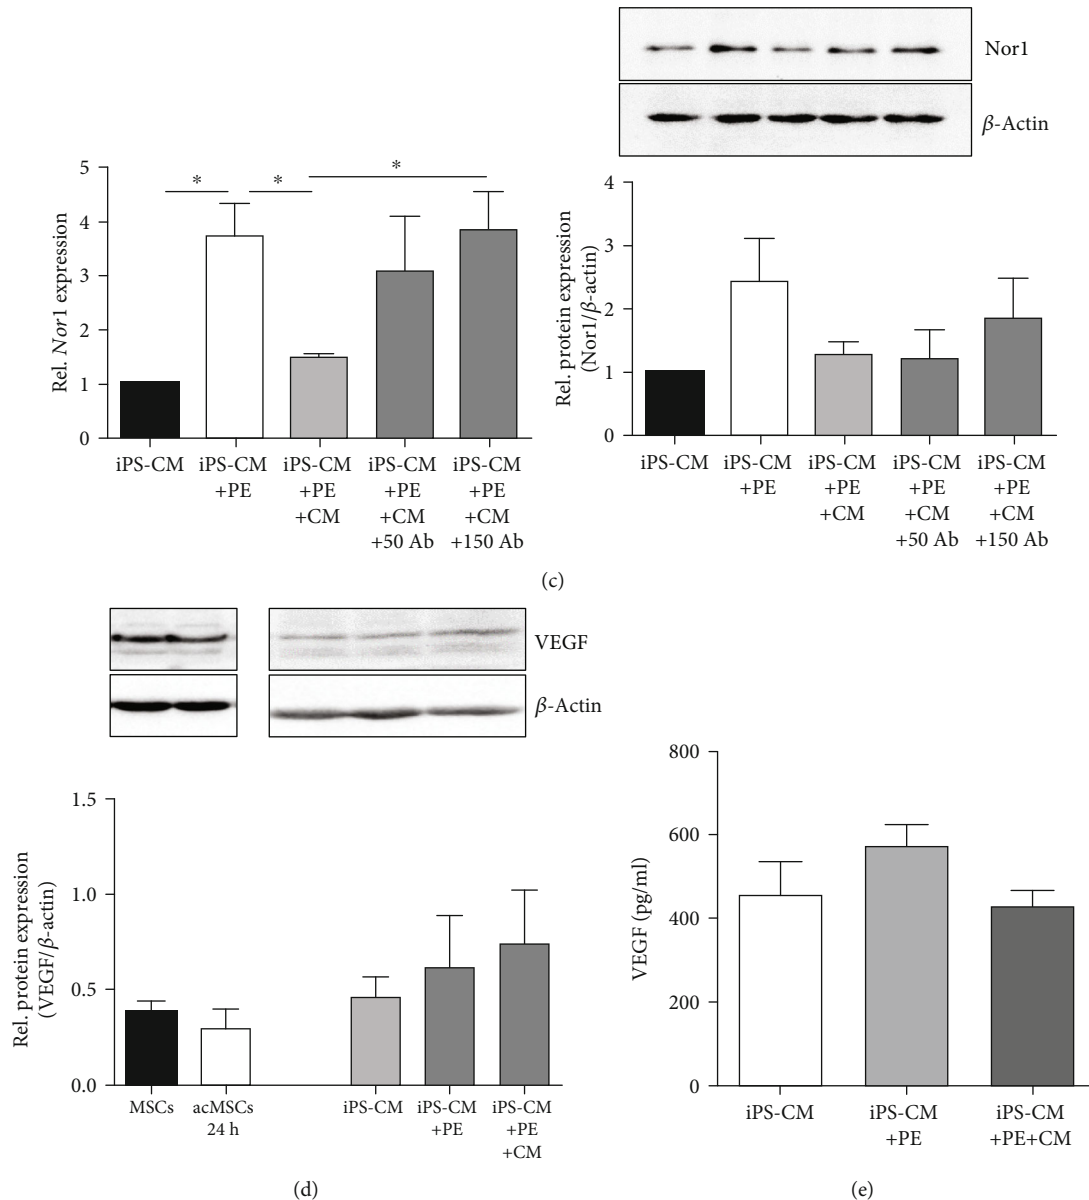 Nor1
β-Actin
Rel. Nor1 expression
5
4
3
2
1
0
*
*
*
iPS-CM
iPS-CM
+PE
iPS-CM
+PE
+CM
iPS-CM
+PE
+CM
+50 Ab
iPS-CM
+PE
+CM
+150 Ab
Rel. protein expression
(Nor1/β-actin)
4
3
2
1
0
iPS-CM
iPS-CM
+PE
iPS-CM
+PE
+CM
iPS-CM
+PE
+CM
+50 Ab
iPS-CM
+PE
+CM
+150 Ab
(c)
VEGF
β-Actin
Rel. protein expression
(VEGF/β-actin)
1.5
1.0
0.5
0.0
MSCs
acMSCs
24 h
iPS-CM
iPS-CM
+PE
iPS-CM
+PE
+CM
(d)
VEGF (pg/ml)
800
600
400
200
0
iPS-CM
iPS-CM
+PE
iPS-CM
+PE+CM
(e)